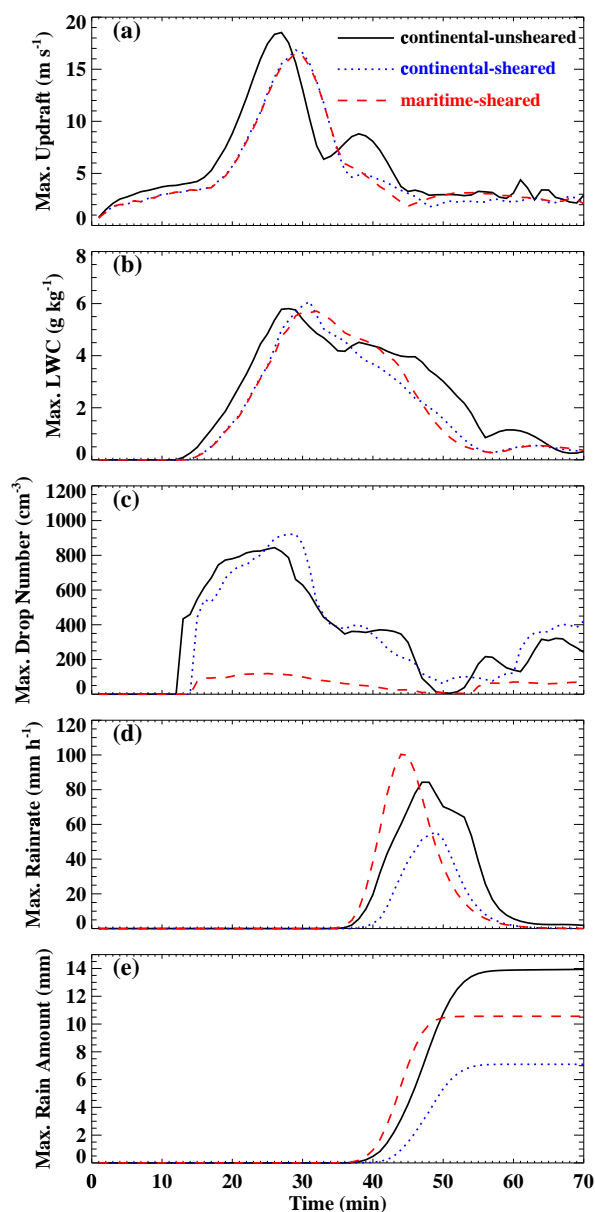 (a)
continental-unsheared
continental-sheared
maritime-sheared
Max. Updraft (m s-1)
20
15
10
5
0
(b)
Max. LWC (g kg-1)
8
6
4
2
0
(c)
Max. Drop Number (cm-3)
1200
1000
800
600
400
200
0
(d)
Max. Rainrate (mm h-1)
120
100
80
60
40
20
0
(e)
Max. Rain Amount (mm)
14
12
10
8
6
4
2
0
0 10 20 30 40 50 60 70
Time (min)